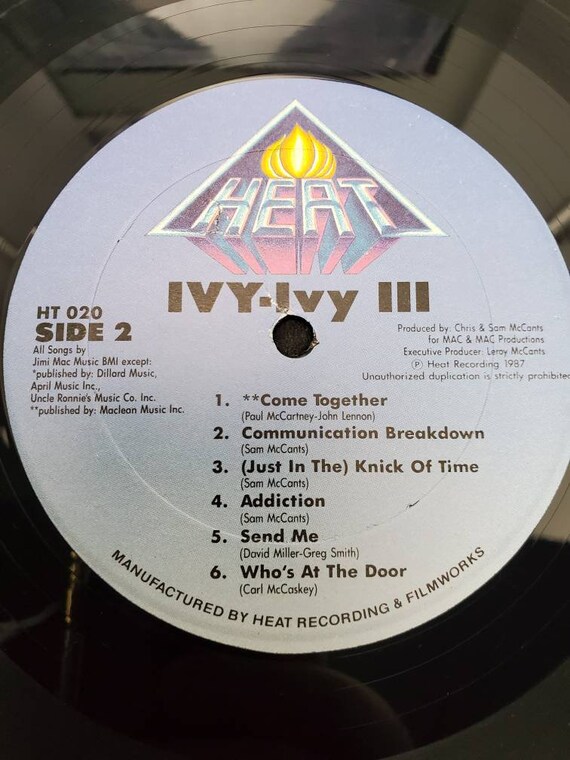 HEAT
IVY-Ivy III
HT 020
SIDE 2
All Songs by
Jimi Mac Music BMI except:
*published by: Dillard Music,
April Music Inc.,
Uncle Ronnie's Music Co. Inc.
**published by: Maclean Music Inc.
Produced by: Chris & Sam McCants
for MAC & MAC Productions
Executive Producer: Leroy McCants
Ⓟ Heat Recording 1987
Unauthorized duplication is strictly prohibited
1. **Come Together
(Paul McCartney-John Lennon)
2. Communication Breakdown
(Sam McCants)
3. (Just In The) Knick Of Time
(Sam McCants)
4. Addiction
(Sam McCants)
5. Send Me
(David Miller-Greg Smith)
6. Who's At The Door
(Carl McCaskey)
MANUFACTURED BY HEAT RECORDING & FILMWORKS